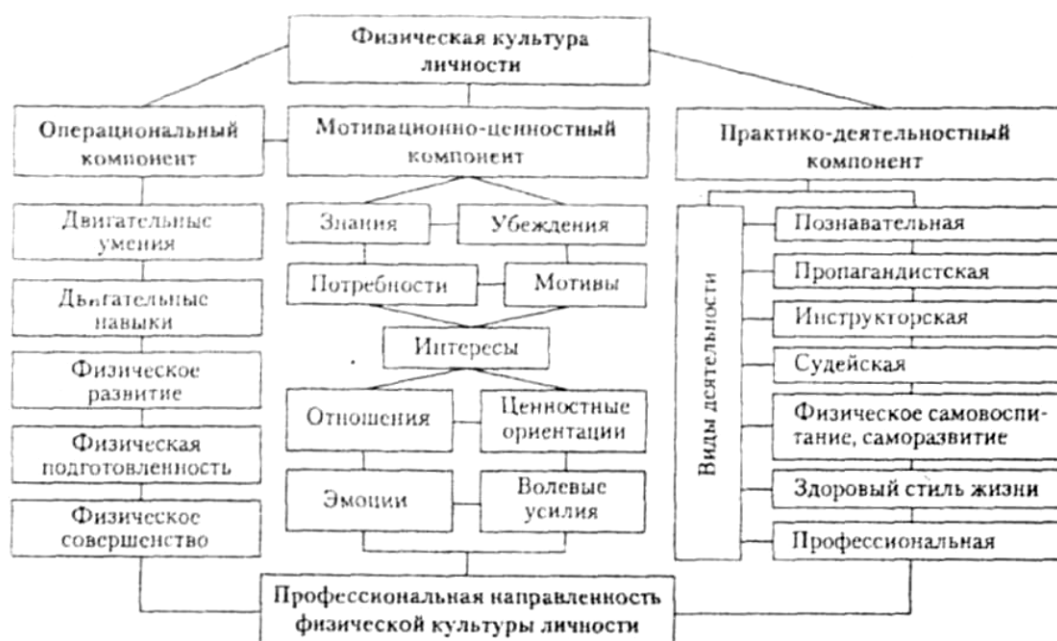 Физическая культура
личности
Операциональный
компонент
Мотивационно-ценностный
компонент
Практико-деятельностный
компонент
Двигательные
умения
Двигательные
навыки
Физическое
развитие
Физическая
подготовленность
Физическое
совершенство
Знания
Убеждения
Потребности
Мотивы
Интересы
Отношения
Ценностные
ориентации
Эмоции
Волевые
усилия
Виды деятельности
Познавательная
Пропагандистская
Инструкторская
Судейская
Физическое самовоспи-
тание, саморазвитие
Здоровый стиль жизни
Профессиональная
Профессиональная направленность
физической культуры личности